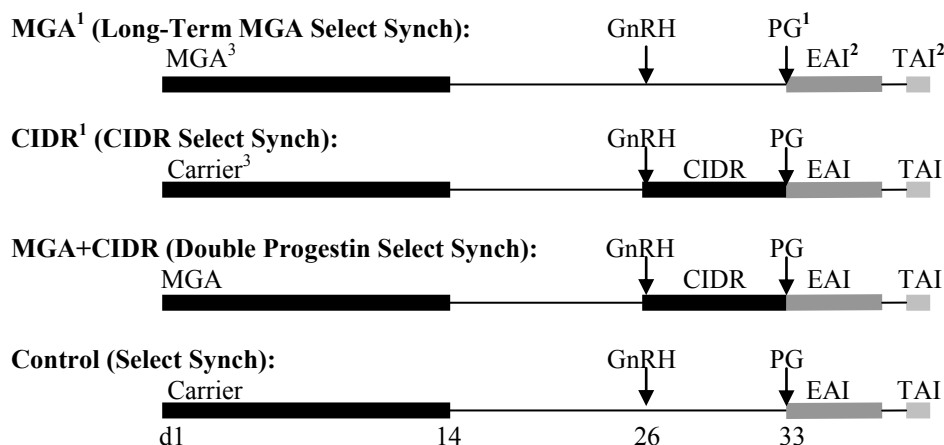 MGA¹ (Long-Term MGA Select Synch): GnRH PG¹
MGA³ EAI² TAI²
CIDR¹ (CIDR Select Synch): GnRH PG
Carrier³ CIDR EAI TAI
MGA+CIDR (Double Progestin Select Synch): GnRH PG
MGA CIDR EAI TAI
Control (Select Synch): GnRH PG
Carrier EAI TAI
d1 14 26 33